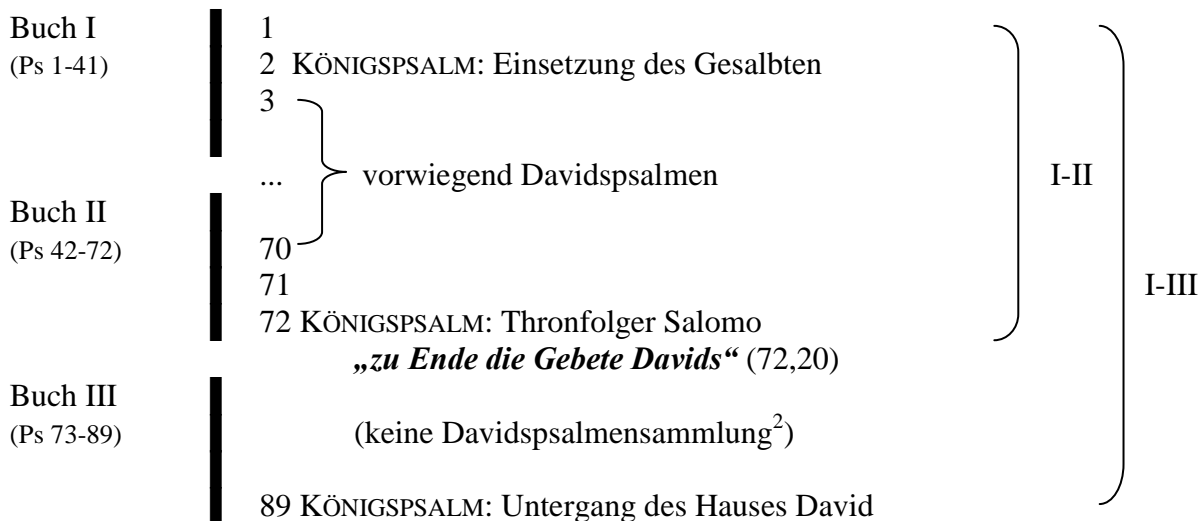 Buch I 1
(Ps 1-41) 2 KÖNIGSPSALM: Einsetzung des Gesalbten
3
... vorwiegend Davidspsalmen I-II
Buch II
(Ps 42-72) 70
71 I-III
72 KÖNIGSPSALM: Thronfolger Salomo
„zu Ende die Gebete Davids“ (72,20)
Buch III
(Ps 73-89) (keine Davidspsalmensammlung²)
89 KÖNIGSPSALM: Untergang des Hauses David